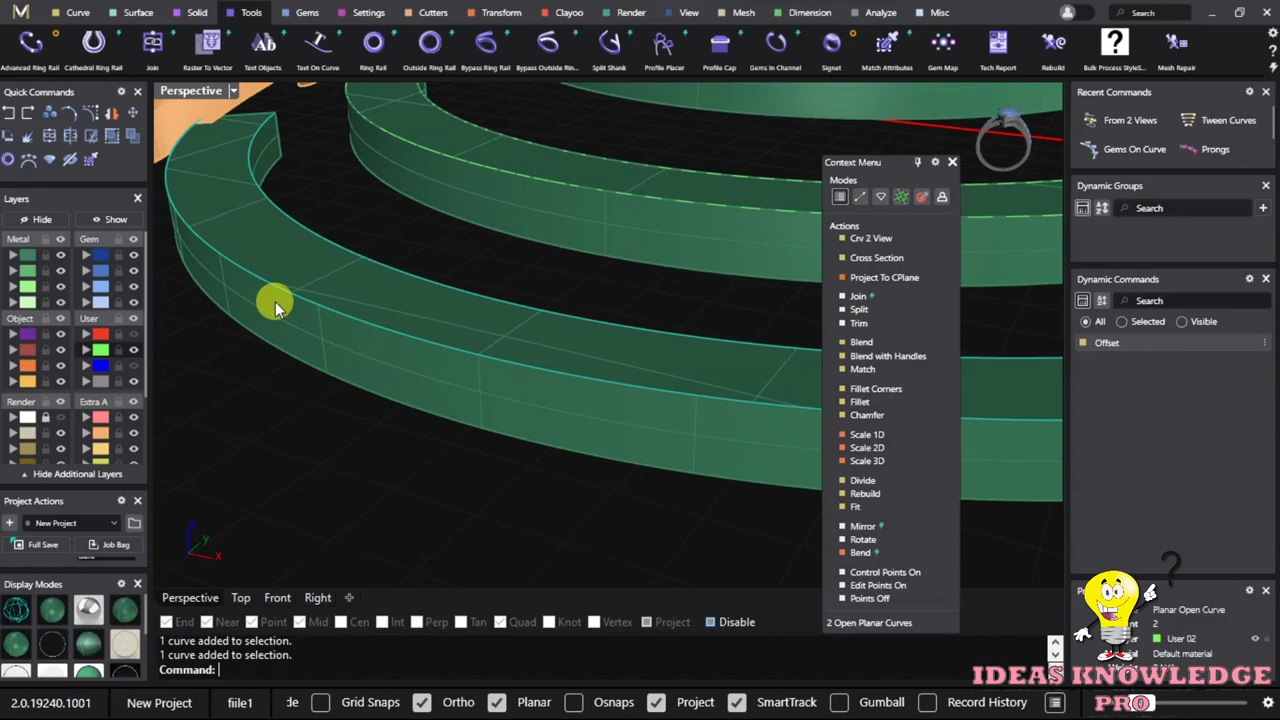 Curve Surface Solid Tools Gems Settings Cutters Transform Clayoo Render View Mesh Dimension Analyze Misc Search
Advanced Ring Rail Cathedral Ring Rail Join Raster To Vector Text Objects Text On Curve Ring Rail Outside Ring Rail Bypass Ring Rail Bypass Outside Rin... Split Shank Profile Placer Profile Cap Gems In Channel Signet Match Attributes Gem Map Tech Report Rebuild Bulk Process StyleS... Mesh Repair
Quick Commands
Layers
Hide Show
Metal Gem
Object User
Render Extra A
Hide Additional Layers
Project Actions
New Project
Full Save Job Bag
Display Modes
Perspective
x
y
Context Menu
Modes
Actions
Crv 2 View
Cross Section
Project To CPlane
Join
Split
Trim
Blend
Blend with Handles
Match
Fillet Corners
Fillet
Chamfer
Scale 1D
Scale 2D
Scale 3D
Divide
Rebuild
Fit
Mirror
Rotate
Bend
Control Points On
Edit Points On
Points Off
2 Open Planar Curves
Recent Commands
From 2 Views Tween Curves
Gems On Curve Prongs
Dynamic Groups
Search
Dynamic Commands
Search
All Selected Visible
Offset
Planar Open Curve
2
User 02
Default material
?
Perspective Top Front Right
End Near Point Mid Cen Int Perp Tan Quad Knot Vertex Project Disable
1 curve added to selection.
1 curve added to selection.
Command:
IDEAS KNOWLEDGE
PRO
2.0.19240.1001 New Project fiile1 de Grid Snaps Ortho Planar Osnaps Project SmartTrack Gumball Record History